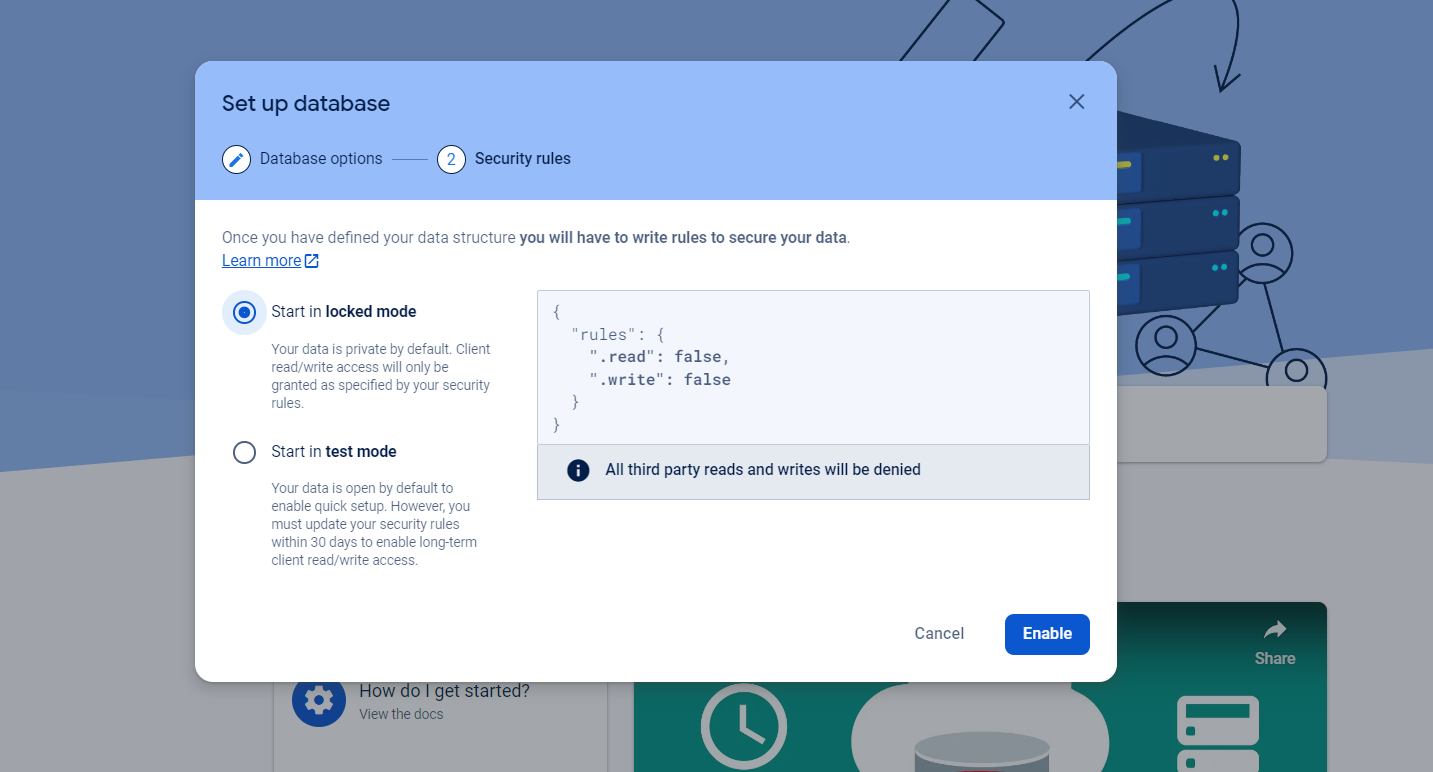 Set up database
Database options
2 Security rules
Once you have defined your data structure you will have to write rules to secure your data.
Learn more
Start in locked mode
Your data is private by default. Client
read/write access will only be
granted as specified by your security
rules.
Start in test mode
Your data is open by default to
enable quick setup. However, you
must update your security rules
within 30 days to enable long-term
client read/write access.
{
"rules": {
".read": false,
".write": false
}
}
All third party reads and writes will be denied
Cancel
Enable
Share
How do I get started?
View the docs